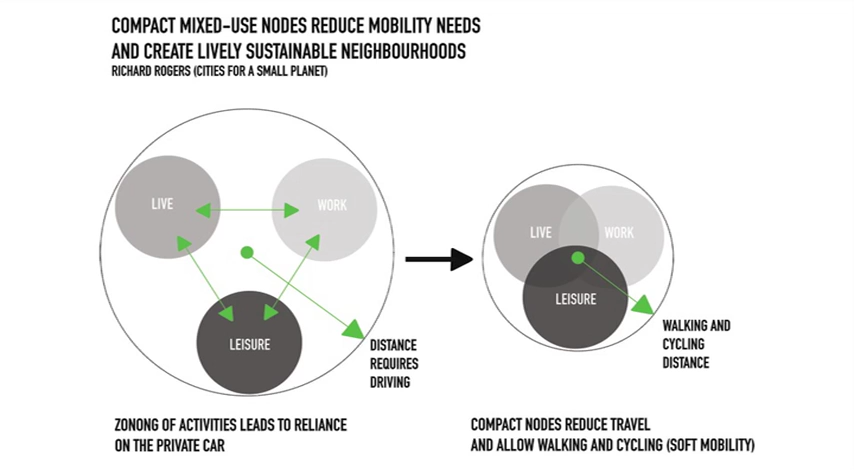 COMPACT MIXED-USE NODES REDUCE MOBILITY NEEDS
AND CREATE LIVELY SUSTAINABLE NEIGHBOURHOODS
RICHARD ROGERS (CITIES FOR A SMALL PLANET)
LIVE
WORK
LEISURE
DISTANCE
REQUIRES
DRIVING
ZONONG OF ACTIVITIES LEADS TO RELIANCE
ON THE PRIVATE CAR
LIVE
WORK
LEISURE
WALKING AND
CYCLING
DISTANCE
COMPACT NODES REDUCE TRAVEL
AND ALLOW WALKING AND CYCLING (SOFT MOBILITY)